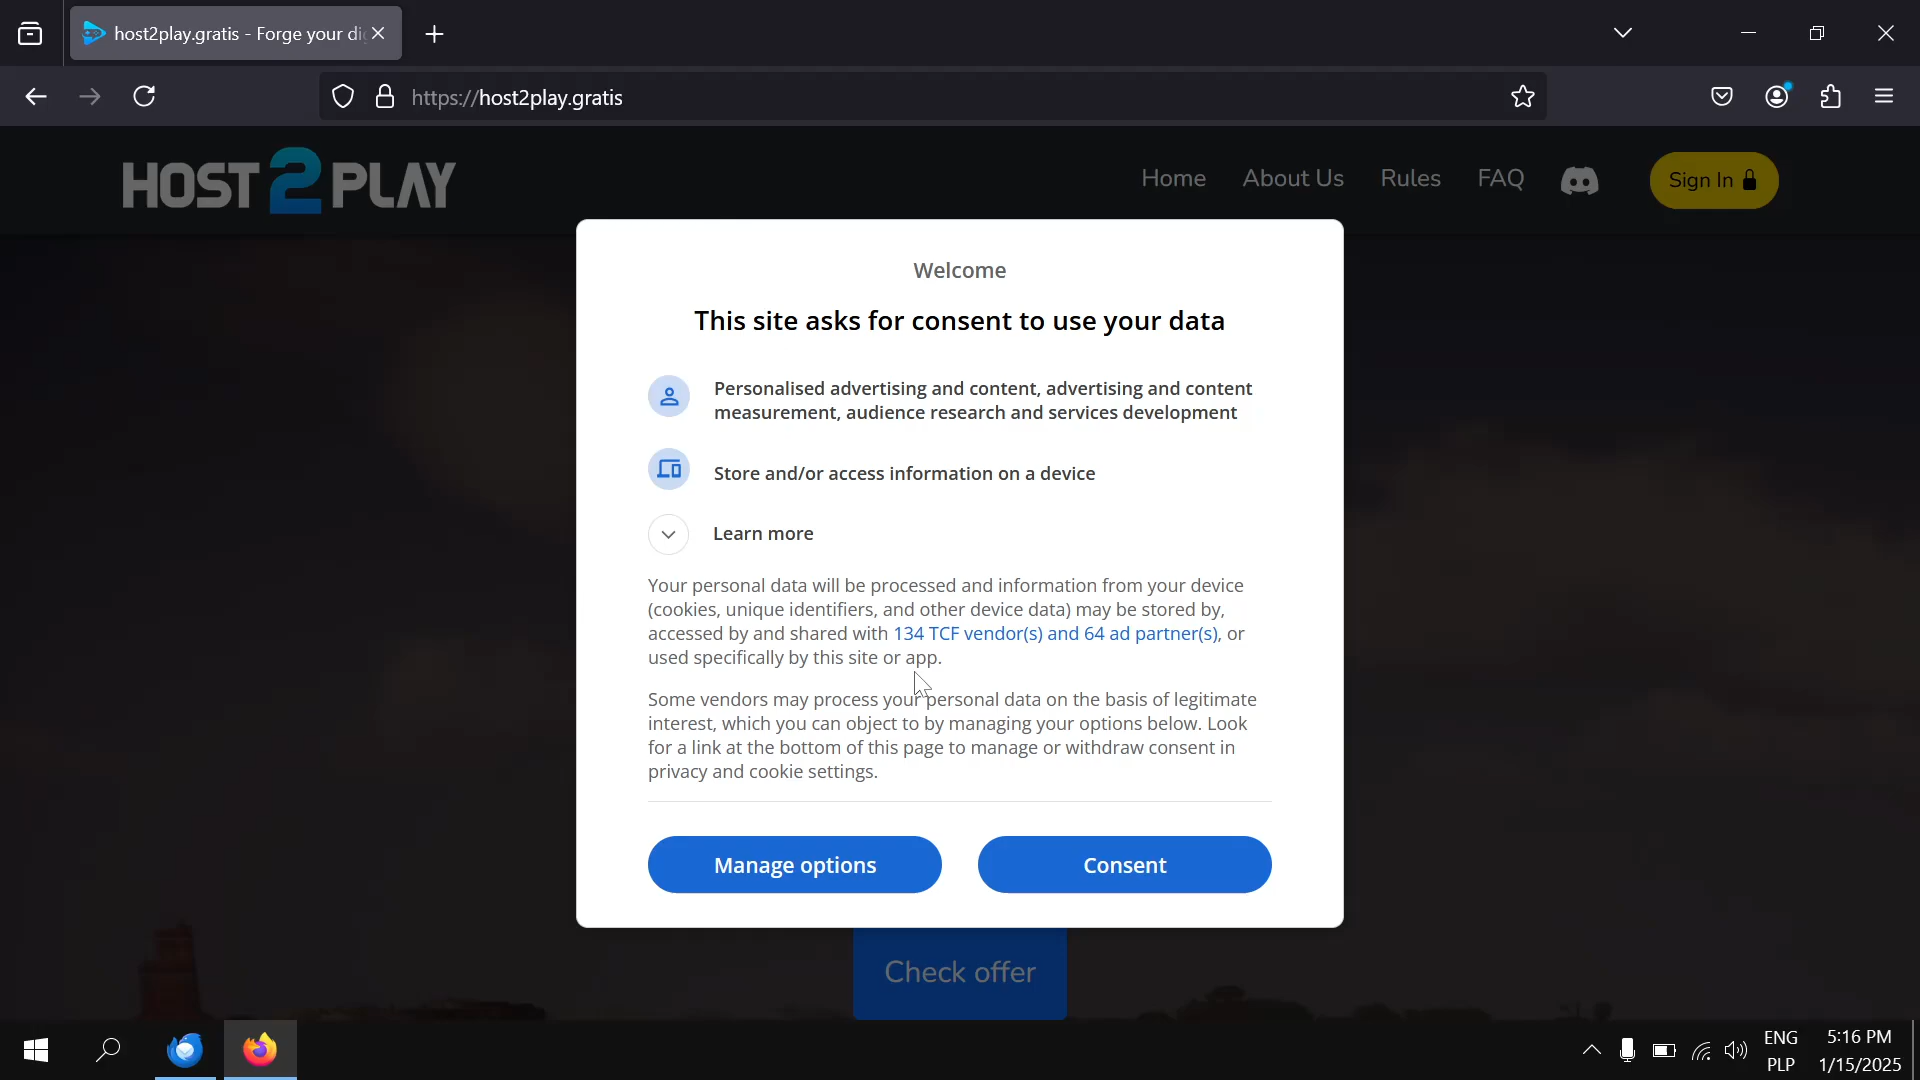 host2play.gratis - Forge your di
https://host2play.gratis
HOST 2 PLAY
Home
About Us
Rules
FAQ
Sign In
Welcome
This site asks for consent to use your data
Personalised advertising and content, advertising and content
measurement, audience research and services development
Store and/or access information on a device
Learn more
Your personal data will be processed and information from your device
(cookies, unique identifiers, and other device data) may be stored by,
accessed by and shared with 134 TCF vendor(s) and 64 ad partner(s), or
used specifically by this site or app.
Some vendors may process your personal data on the basis of legitimate
interest, which you can object to by managing your options below. Look
for a link at the bottom of this page to manage or withdraw consent in
privacy and cookie settings.
Manage options
Consent
Check offer
ENG
PLP
5:16 PM
1/15/2025